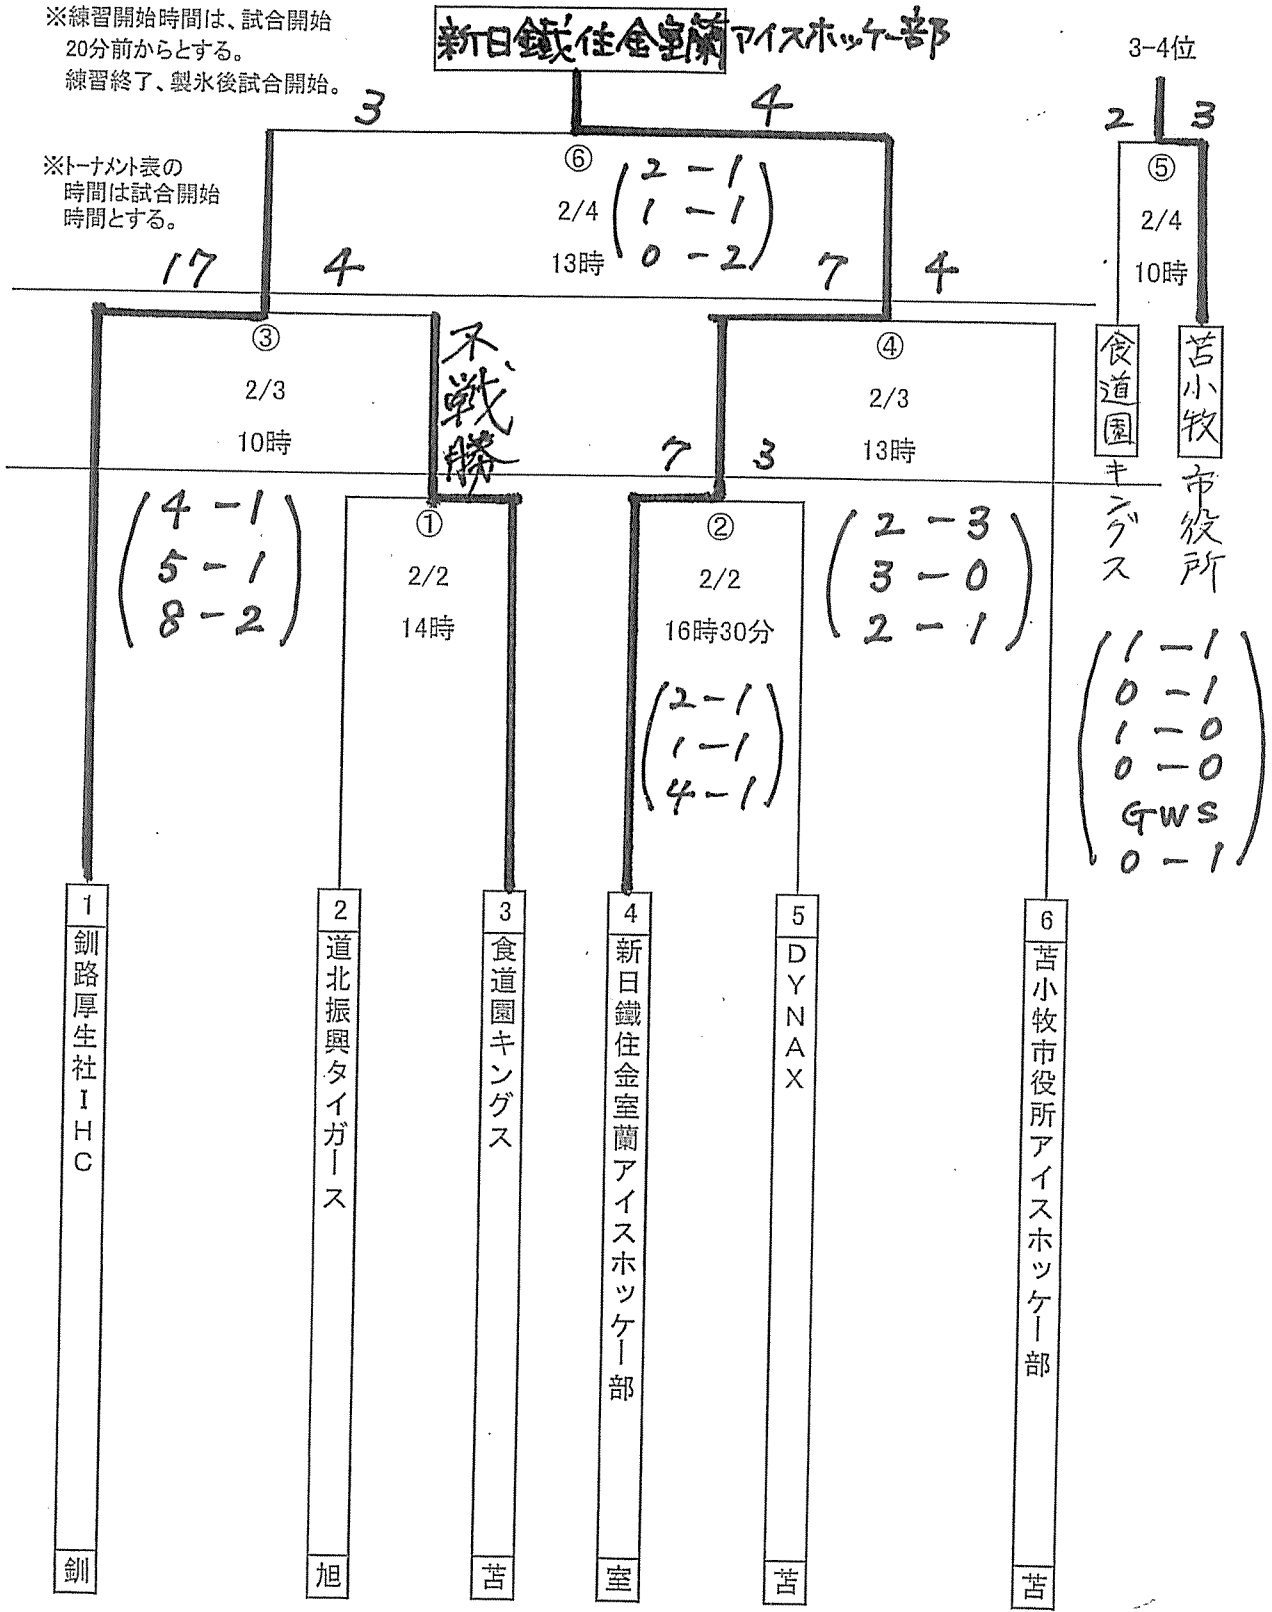 ※練習開始時間は、試合開始
20分前からとする。
練習終了、製氷後試合開始。
新日鐵住金室蘭アイスホッケー部
3-4位
※トーナメント表の
時間は試合開始
時間とする。
3 4
⑥
2/4
13時
2 - 1
1 - 1
0 - 2
2 3
⑤
2/4
10時
食道園キングス
苫小牧市役所
1 - 1
0 - 1
1 - 0
0 - 0
GWS
0 - 1
17 4
③
2/3
10時
4 - 1
5 - 1
8 - 2
7 4
④
2/3
13時
2 - 3
3 - 0
2 - 1
不戦勝
①
2/2
14時
7 3
②
2/2
16時30分
2 - 1
1 - 1
4 - 1
1
釧路厚生社IHC
釧
2
道北振興タイガース
旭
3
食道園キングス
苫
4
新日鐵住金室蘭アイスホッケー部
室
5
DYNAX
苫
6
苫小牧市役所アイスホッケー部
苫